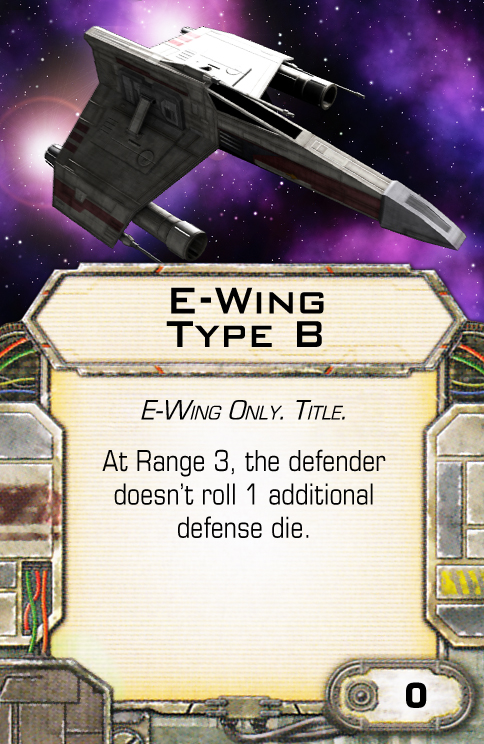 E-Wing
Type B
E-Wing Only. Title.
At Range 3, the defender
doesn't roll 1 additional
defense die.
0